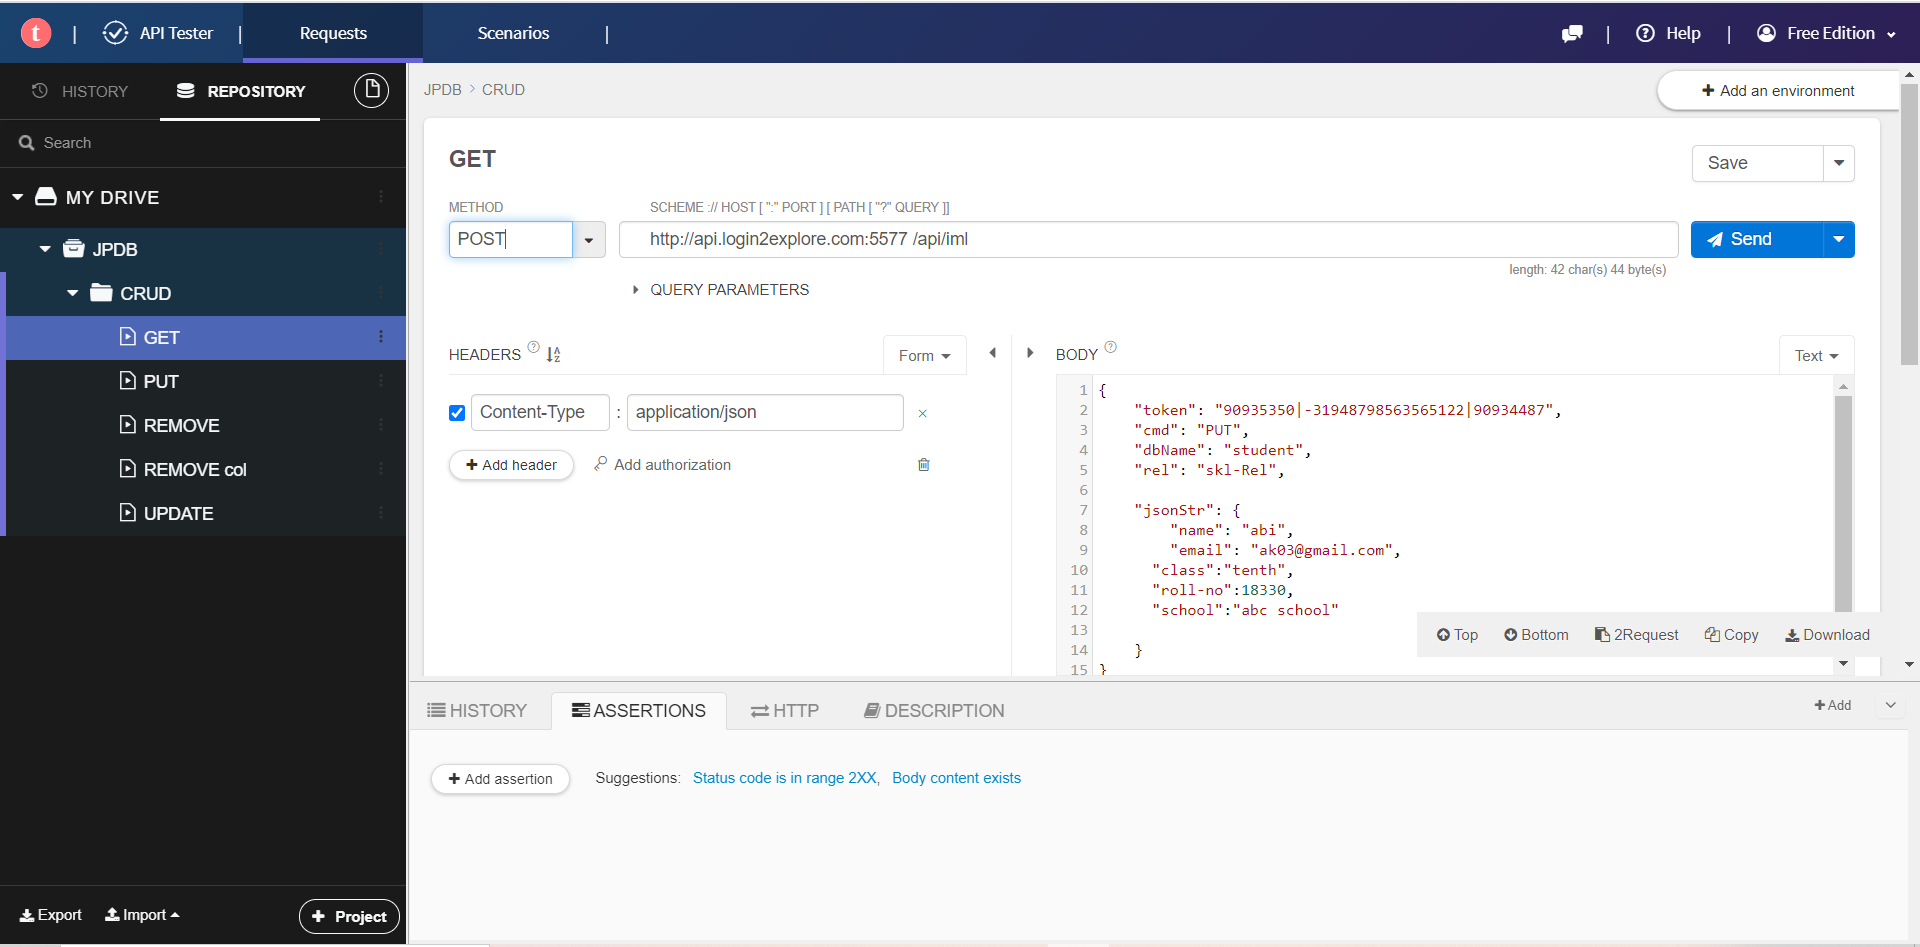 t | API Tester | Requests Scenarios | | Help | Free Edition
HISTORY REPOSITORY
JPDB > CRUD
+ Add an environment
Search
GET
Save
MY DRIVE
METHOD SCHEME :// HOST [ ":" PORT ] [ PATH [ "?" QUERY ]]
POST http://api.login2explore.com:5577 /api/iml Send
JPDB
length: 42 char(s) 44 byte(s)
CRUD
QUERY PARAMETERS
GET
HEADERS ? Form BODY ? Text
PUT
REMOVE
REMOVE col
UPDATE
Content-Type : application/json ×
+ Add header Add authorization
1 {
2 "token": "90935350|-31948798563565122|90934487",
3 "cmd": "PUT",
4 "dbName": "student",
5 "rel": "skl-Rel",
6
7 "jsonStr": {
8 "name": "abi",
9 "email": "ak03@gmail.com",
10 "class":"tenth",
11 "roll-no":18330,
12 "school":"abc school"
13
14 }
15 }
Top Bottom 2Request Copy Download
HISTORY ASSERTIONS HTTP DESCRIPTION + Add
+ Add assertion Suggestions: Status code is in range 2XX, Body content exists
Export Import + Project